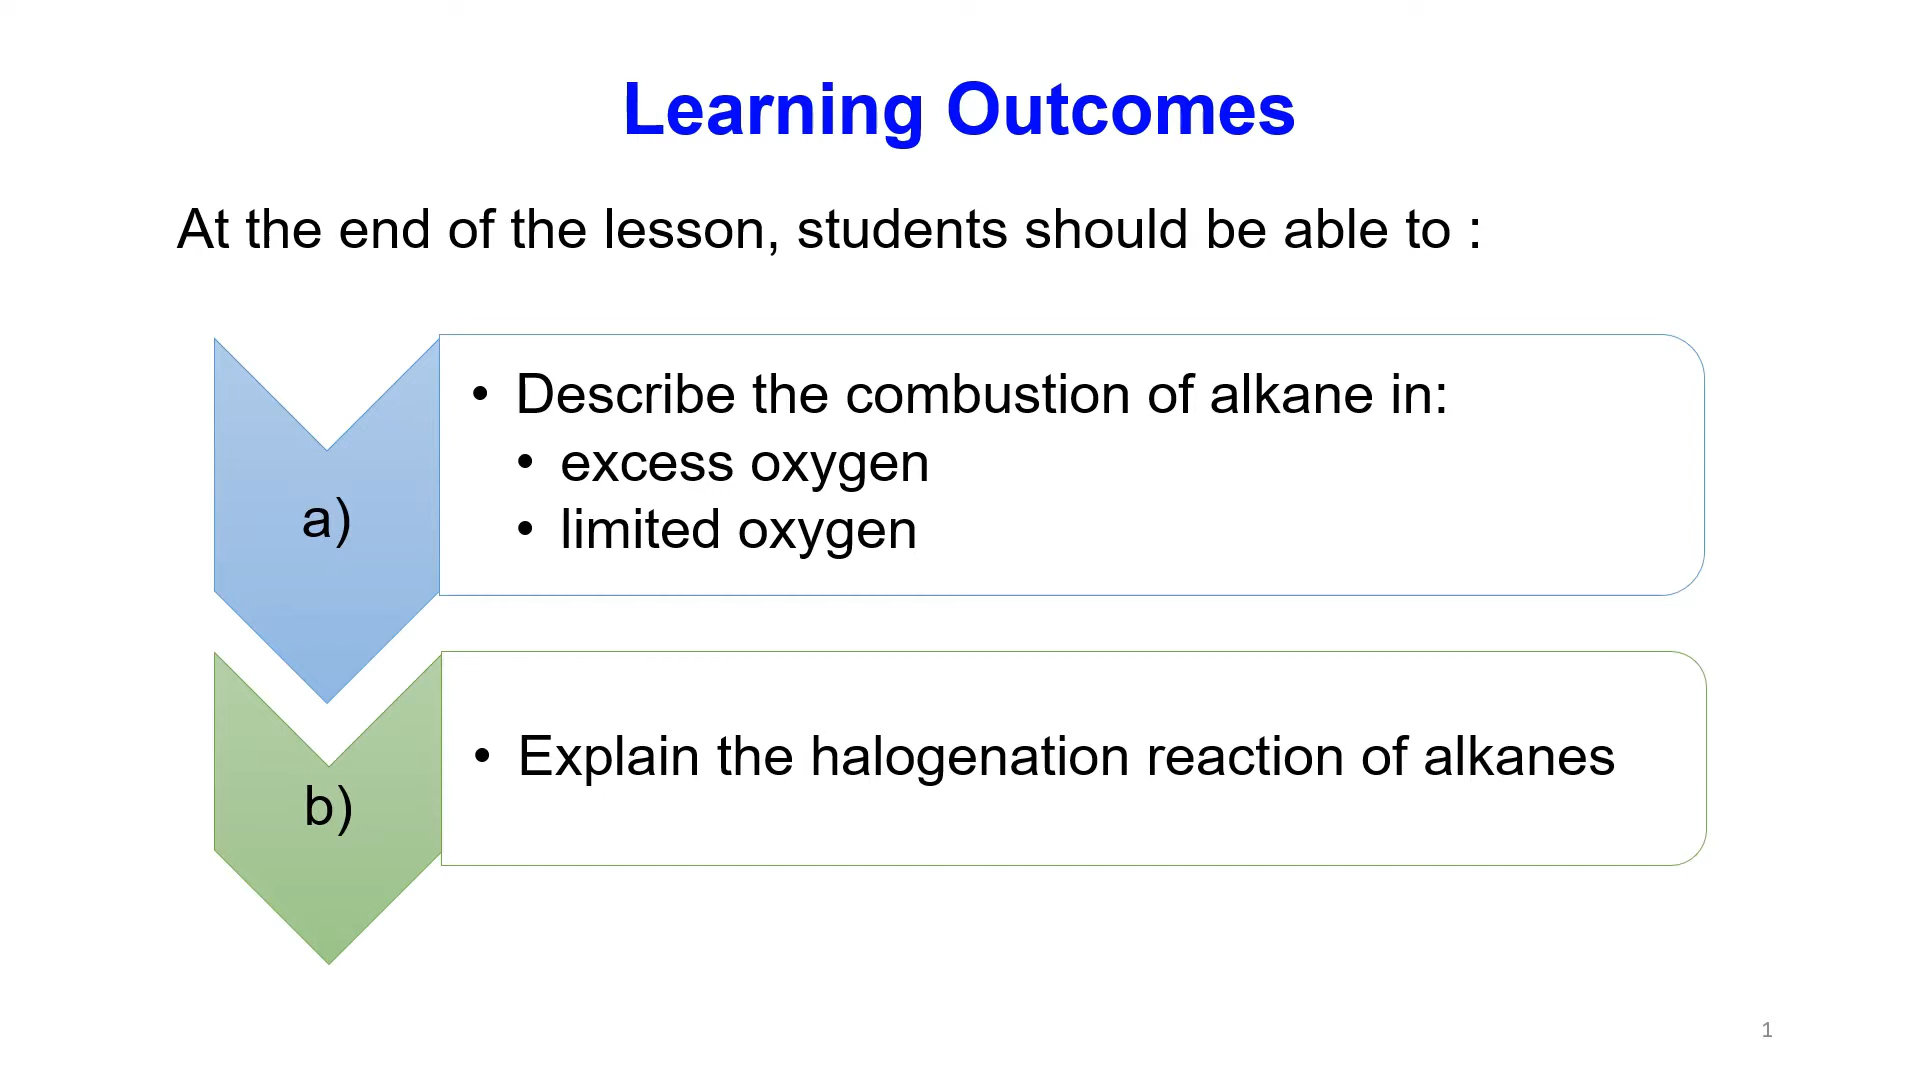 Learning Outcomes
At the end of the lesson, students should be able to :
a)
• Describe the combustion of alkane in:
• excess oxygen
• limited oxygen
b)
• Explain the halogenation reaction of alkanes
1